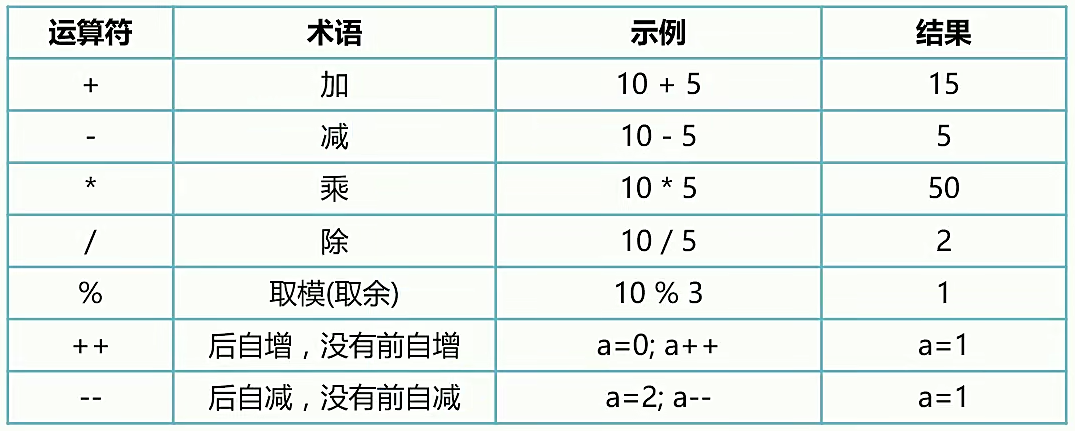 运算符 术语 示例 结果
+ 加 10 + 5 15
- 减 10 - 5 5
* 乘 10 * 5 50
/ 除 10 / 5 2
% 取模(取余) 10 % 3 1
++ 后自增，没有前自增 a=0; a++ a=1
-- 后自减，没有前自减 a=2; a-- a=1